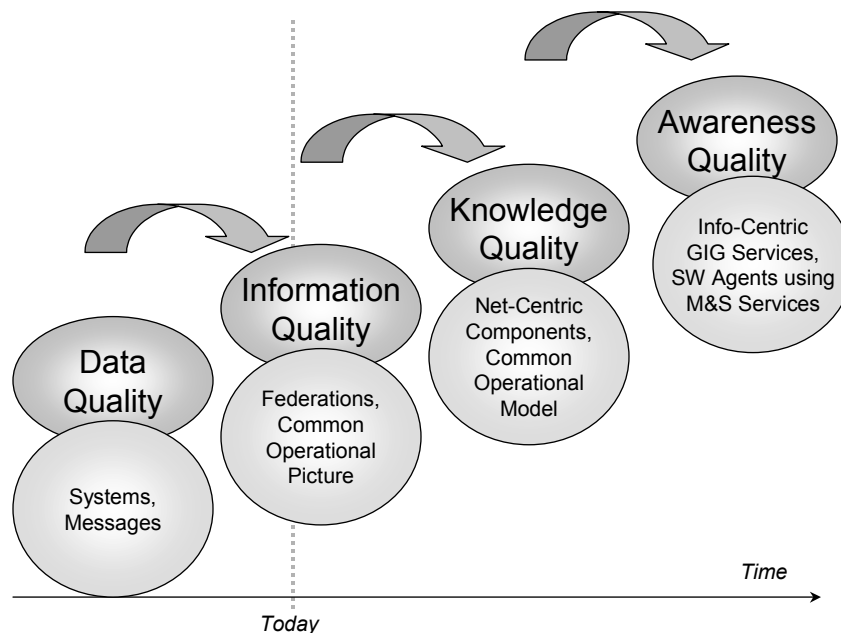 Awareness
Quality
Info-Centric
GIG Services,
SW Agents using
M&S Services
Knowledge
Quality
Net-Centric
Components,
Common
Operational
Model
Information
Quality
Federations,
Common
Operational
Picture
Data
Quality
Systems,
Messages
Time
Today